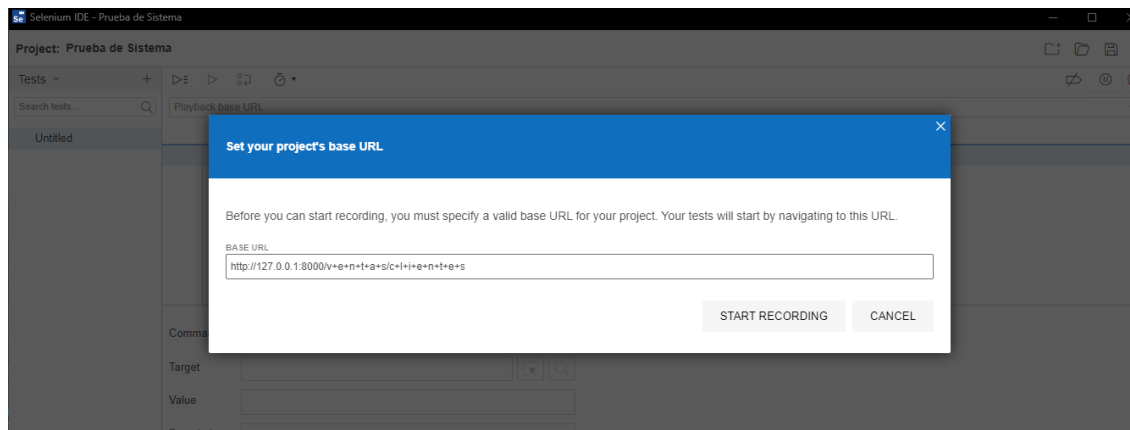 Se Selenium IDE - Prueba de Sistema
Project: Prueba de Sistema
Tests
Search tests...
Playback base URL
Untitled
Set your project's base URL
Before you can start recording, you must specify a valid base URL for your project. Your tests will start by navigating to this URL.
BASE URL
http://127.0.0.1:8000/v+e+n+t+a+s/c+l+i+e+n+t+e+s
START RECORDING CANCEL
Comma
Target
Value